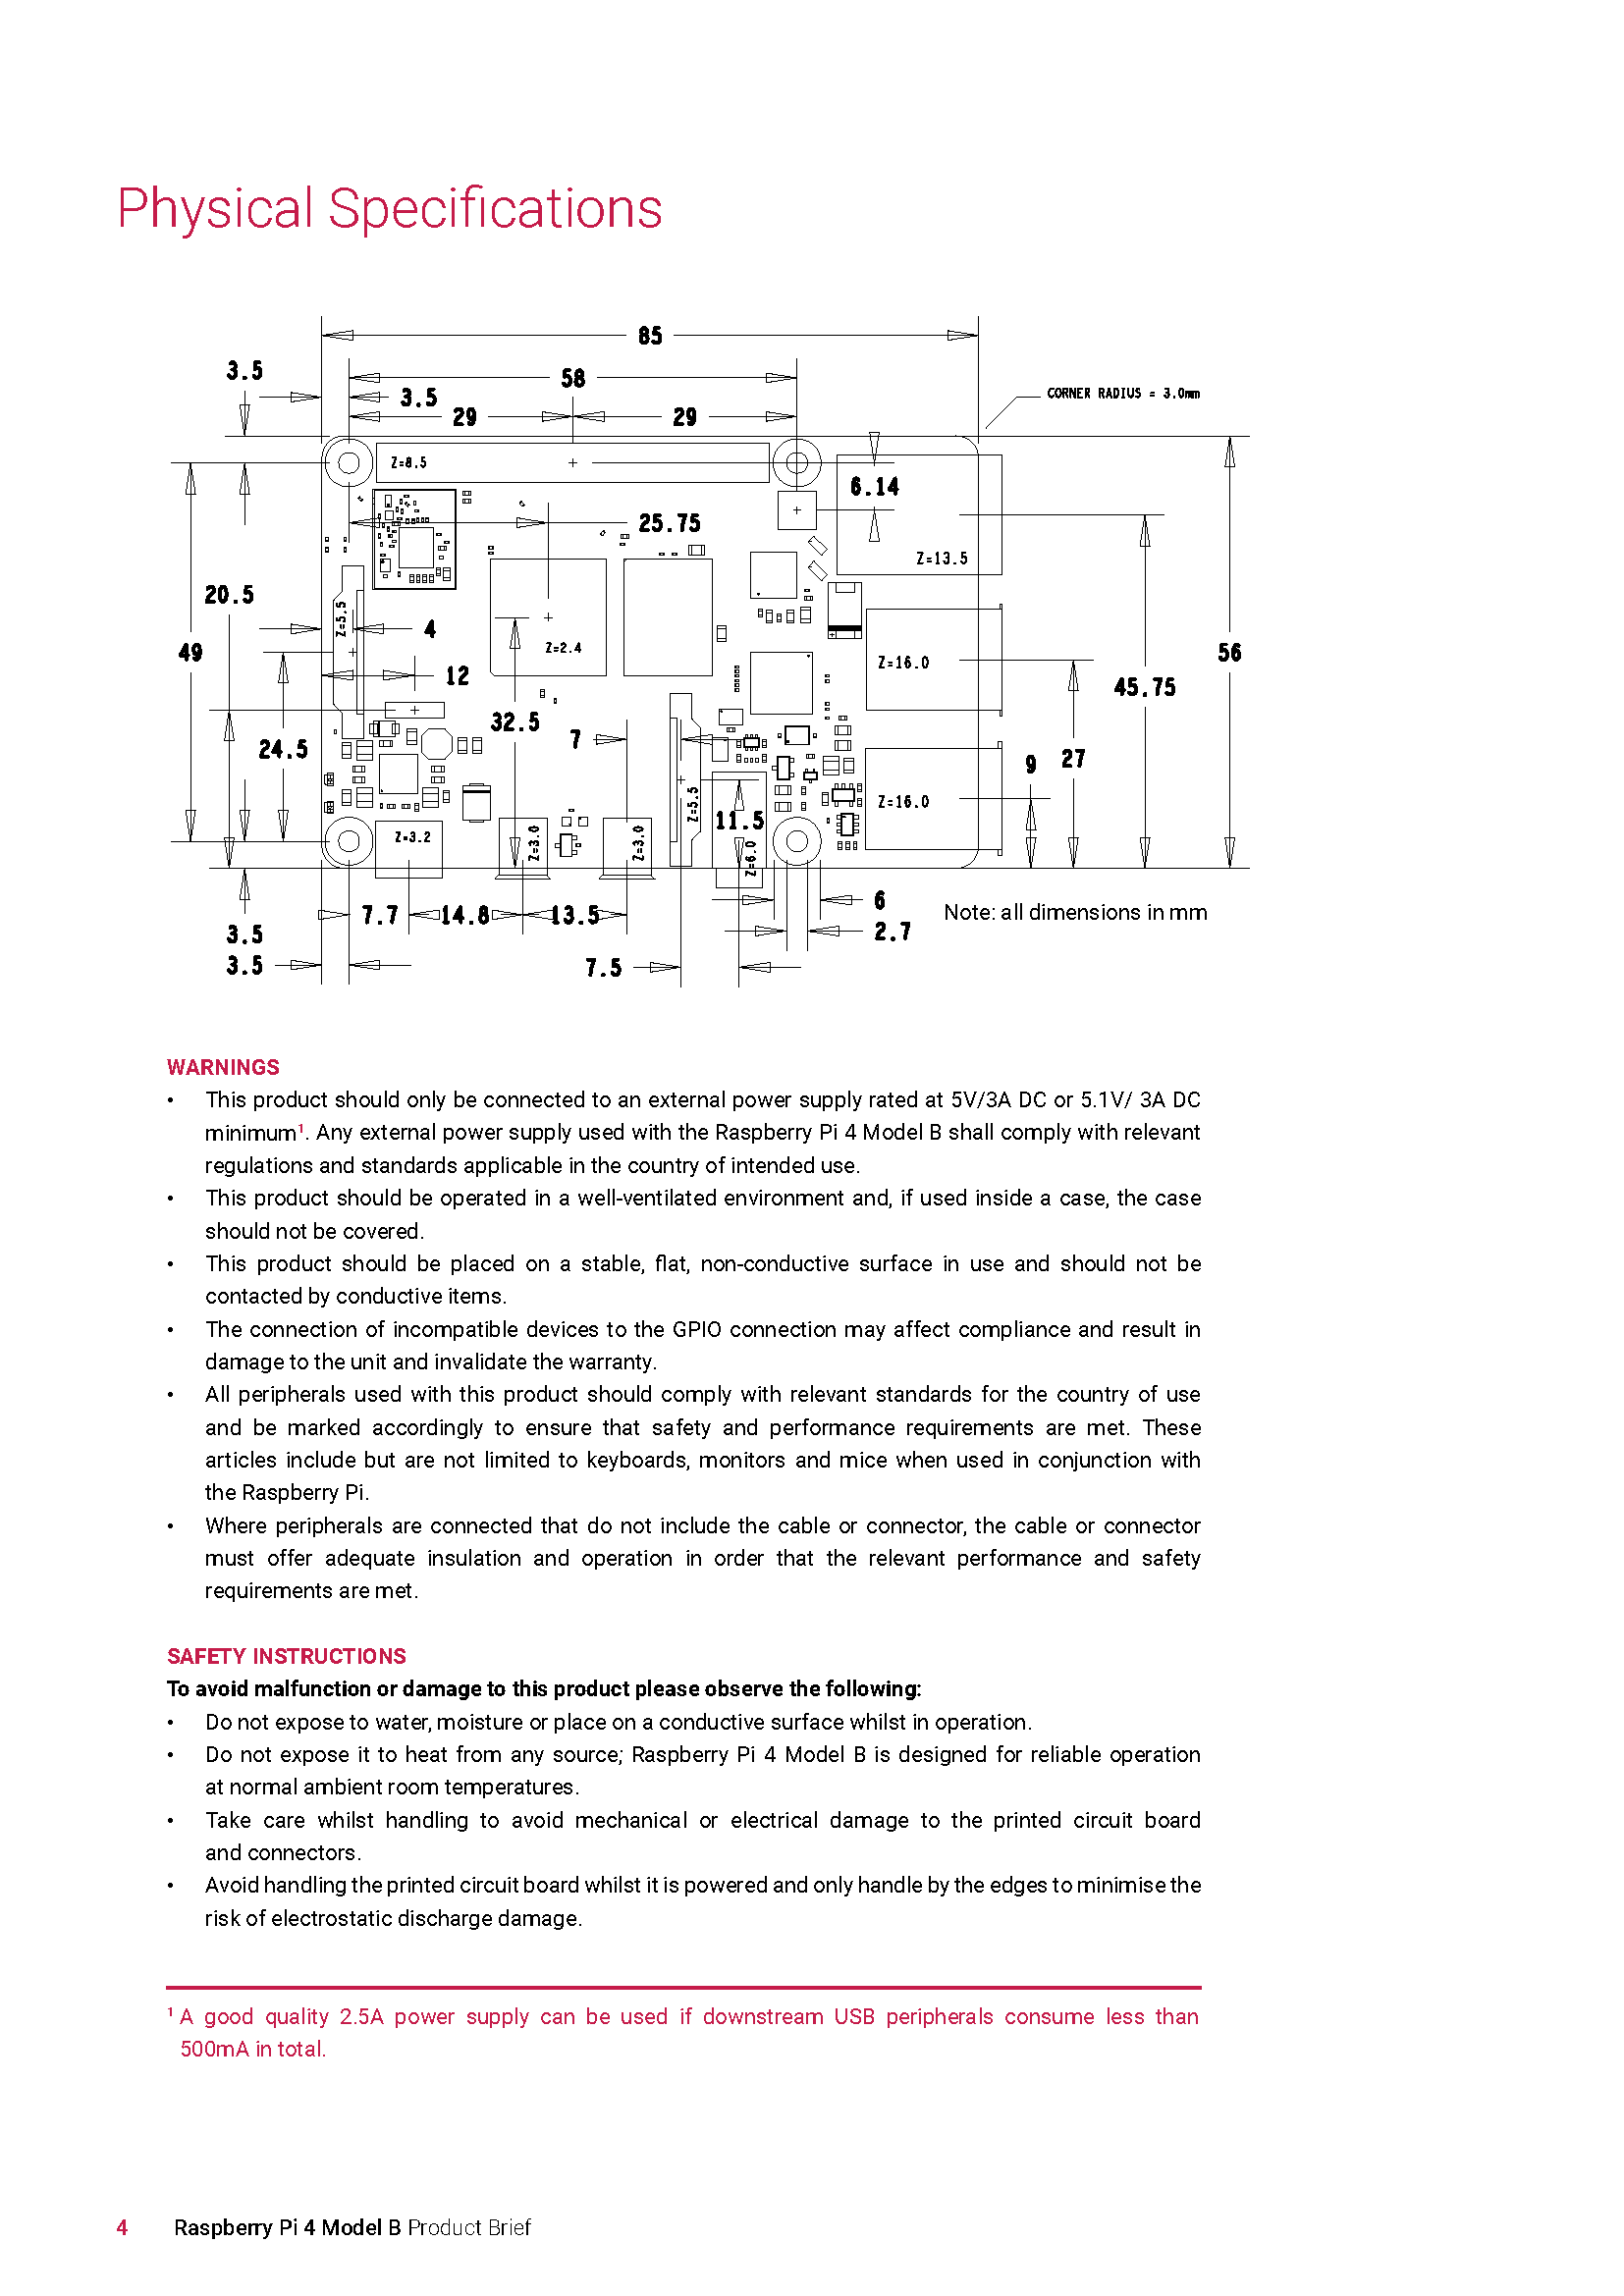 Physical Specifications
85
3.5
58
3.5
CORNER RADIUS = 3.0mm
29
29
Z=8.5
6.14
25.75
Z=13.5
20.5
Z=5.5
4
Z=2.4
49
56
Z=16.0
12
45.75
32.5
7
24.5
27
9
Z=5.5
Z=16.0
11.5
Z=3.2
Z=3.0
Z=3.0
Z=6.0
6
7.7
14.8
13.5
Note: all dimensions in mm
3.5
2.7
3.5
7.5
WARNINGS
• This product should only be connected to an external power supply rated at 5V/3A DC or 5.1V/ 3A DC
minimum¹. Any external power supply used with the Raspberry Pi 4 Model B shall comply with relevant
regulations and standards applicable in the country of intended use.
• This product should be operated in a well-ventilated environment and, if used inside a case, the case
should not be covered.
• This product should be placed on a stable, flat, non-conductive surface in use and should not be
contacted by conductive items.
• The connection of incompatible devices to the GPIO connection may affect compliance and result in
damage to the unit and invalidate the warranty.
• All peripherals used with this product should comply with relevant standards for the country of use
and be marked accordingly to ensure that safety and performance requirements are met. These
articles include but are not limited to keyboards, monitors and mice when used in conjunction with
the Raspberry Pi.
• Where peripherals are connected that do not include the cable or connector, the cable or connector
must offer adequate insulation and operation in order that the relevant performance and safety
requirements are met.
SAFETY INSTRUCTIONS
To avoid malfunction or damage to this product please observe the following:
• Do not expose to water, moisture or place on a conductive surface whilst in operation.
• Do not expose it to heat from any source; Raspberry Pi 4 Model B is designed for reliable operation
at normal ambient room temperatures.
• Take care whilst handling to avoid mechanical or electrical damage to the printed circuit board
and connectors.
• Avoid handling the printed circuit board whilst it is powered and only handle by the edges to minimise the
risk of electrostatic discharge damage.
¹ A good quality 2.5A power supply can be used if downstream USB peripherals consume less than
500mA in total.
4 Raspberry Pi 4 Model B Product Brief